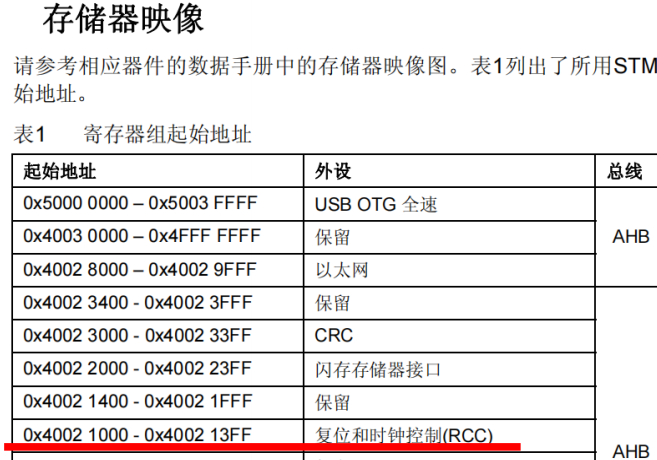 存储器映像
请参考相应器件的数据手册中的存储器映像图。表1列出了所用STM
始地址。
表1 寄存器组起始地址
起始地址 外设 总线
0x5000 0000 – 0x5003 FFFF USB OTG 全速
0x4003 0000 – 0x4FFF FFFF 保留 AHB
0x4002 8000 – 0x4002 9FFF 以太网
0x4002 3400 - 0x4002 3FFF 保留
0x4002 3000 - 0x4002 33FF CRC
0x4002 2000 - 0x4002 23FF 闪存存储器接口
0x4002 1400 - 0x4002 1FFF 保留
0x4002 1000 - 0x4002 13FF 复位和时钟控制(RCC)
AHB